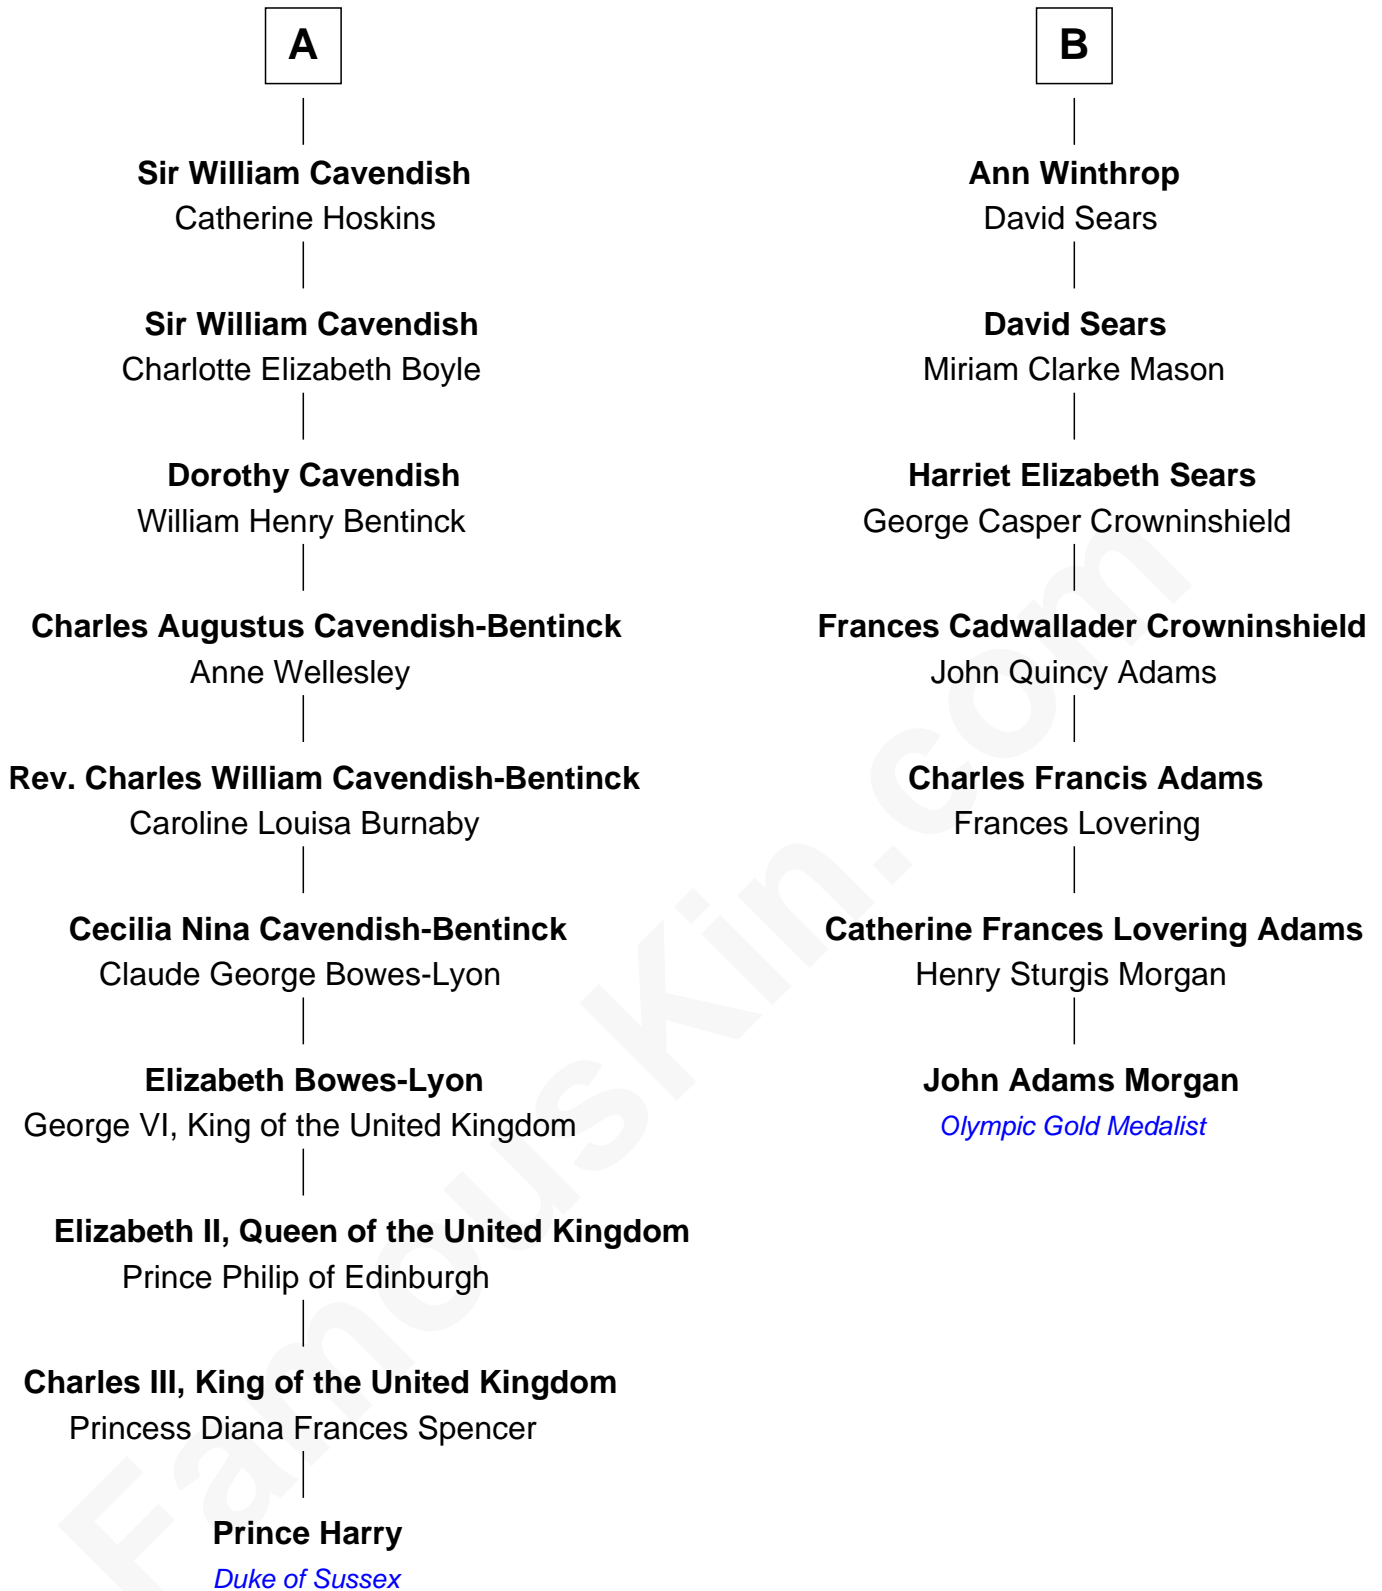 A
Sir William Cavendish
Catherine Hoskins
Sir William Cavendish
Charlotte Elizabeth Boyle
Dorothy Cavendish
William Henry Bentinck
Charles Augustus Cavendish-Bentinck
Anne Wellesley
Rev. Charles William Cavendish-Bentinck
Caroline Louisa Burnaby
Cecilia Nina Cavendish-Bentinck
Claude George Bowes-Lyon
Elizabeth Bowes-Lyon
George VI, King of the United Kingdom
Elizabeth II, Queen of the United Kingdom
Prince Philip of Edinburgh
Charles III, King of the United Kingdom
Princess Diana Frances Spencer
Prince Harry
Duke of Sussex
B
Ann Winthrop
David Sears
David Sears
Miriam Clarke Mason
Harriet Elizabeth Sears
George Casper Crowninshield
Frances Cadwallader Crowninshield
John Quincy Adams
Charles Francis Adams
Frances Lovering
Catherine Frances Lovering Adams
Henry Sturgis Morgan
John Adams Morgan
Olympic Gold Medalist
FamousKin.com